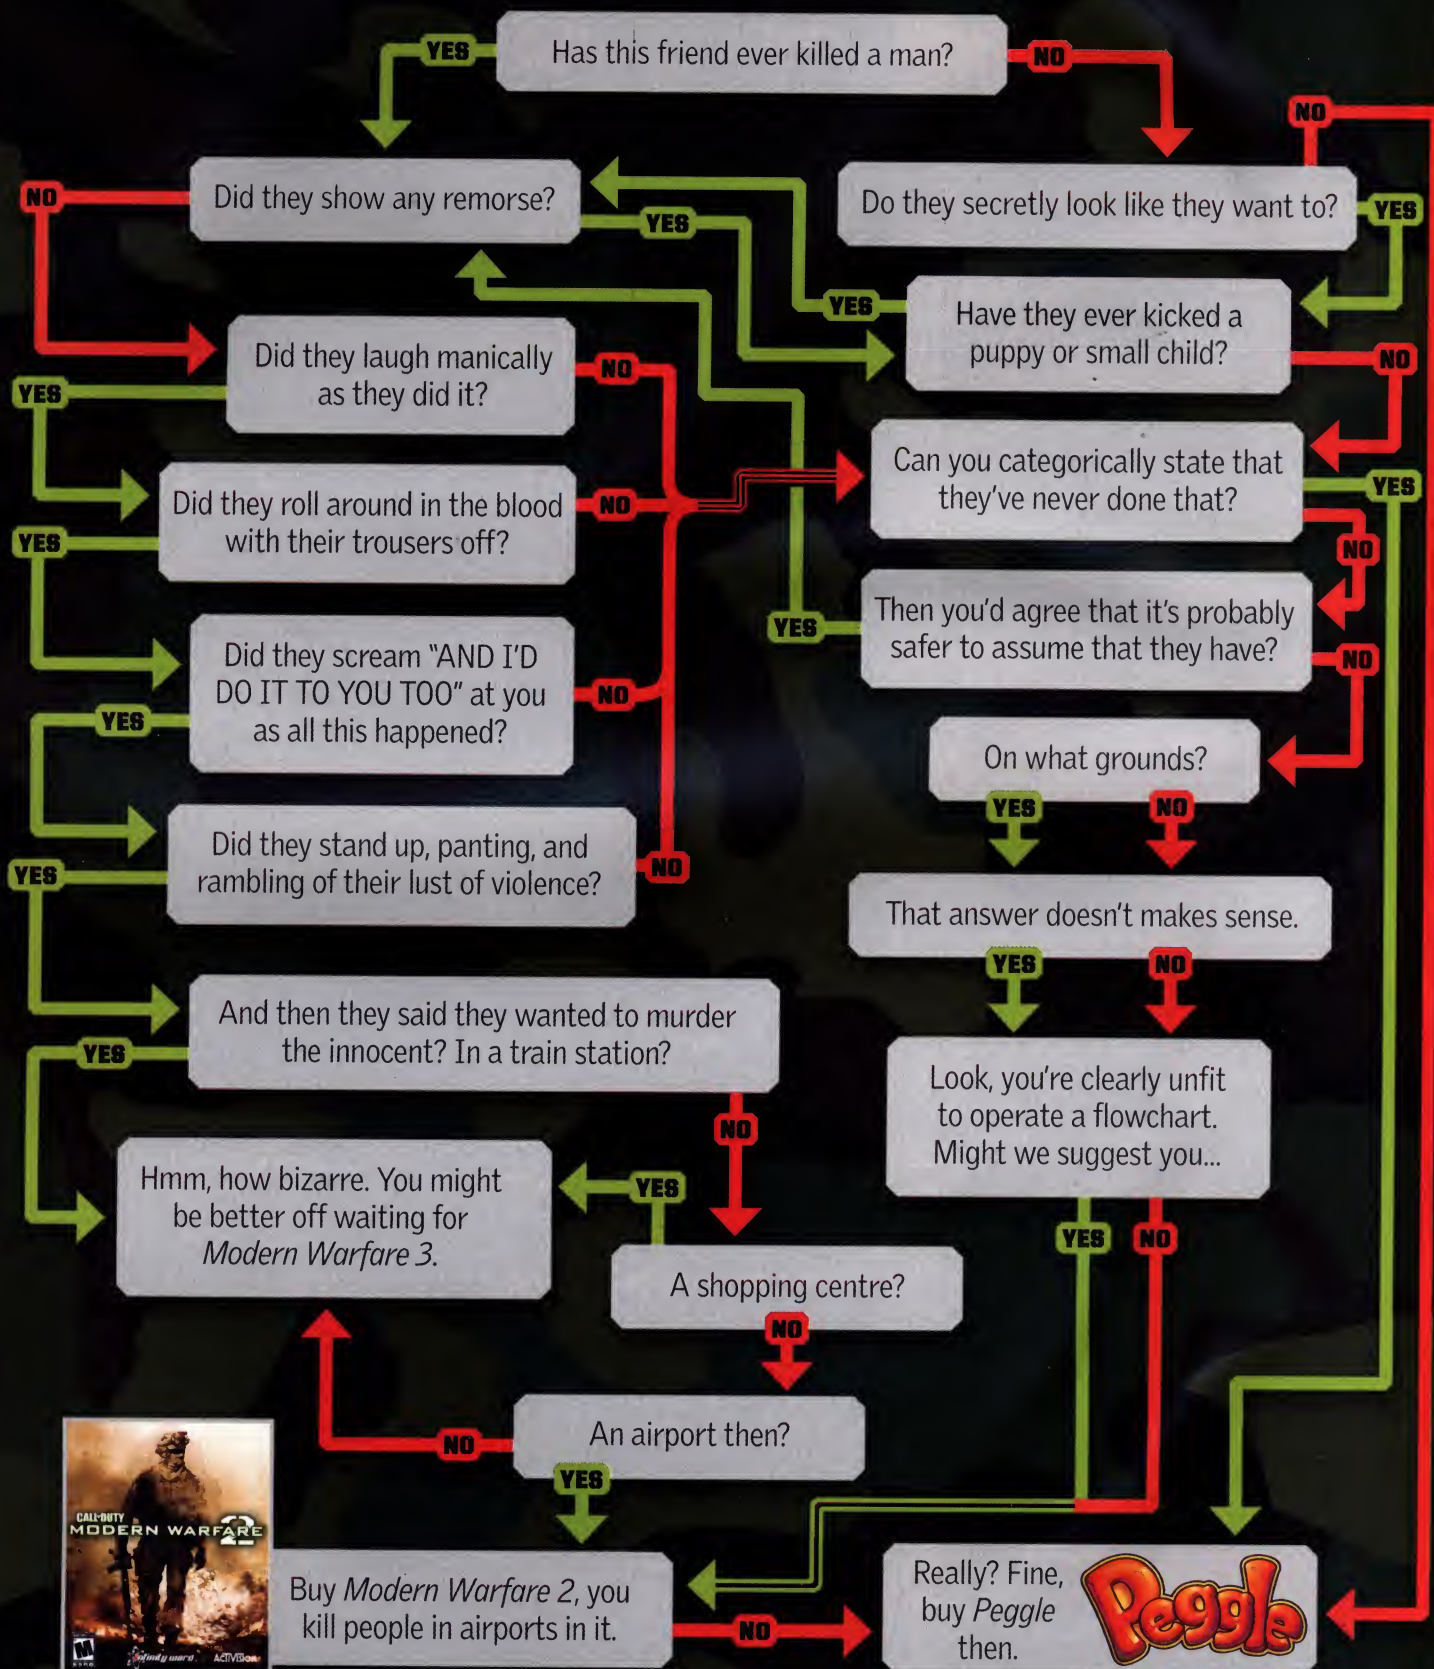 Has this friend ever killed a man?
YES
NO
NO
Did they show any remorse?
NO
YES
Do they secretly look like they want to?
YES
Have they ever kicked a
puppy or small child?
YES
NO
Did they laugh manically
as they did it?
NO
YES
Can you categorically state that
they've never done that?
YES
NO
Did they roll around in the blood
with their trousers off?
NO
YES
Then you'd agree that it's probably
safer to assume that they have?
YES
NO
Did they scream "AND I'D
DO IT TO YOU TOO" at you
as all this happened?
NO
YES
On what grounds?
YES
NO
Did they stand up, panting, and
rambling of their lust of violence?
NO
YES
That answer doesn't makes sense.
YES
NO
And then they said they wanted to murder
the innocent? In a train station?
YES
NO
Look, you're clearly unfit
to operate a flowchart.
Might we suggest you...
YES
NO
Hmm, how bizarre. You might
be better off waiting for
Modern Warfare 3.
YES
A shopping centre?
NO
An airport then?
NO
YES
CALL OF DUTY
MODERN WARFARE
2
M
infinity ward
ACTIVISION
Buy Modern Warfare 2, you
kill people in airports in it.
NO
Really? Fine,
buy Peggle
then.
Peggle